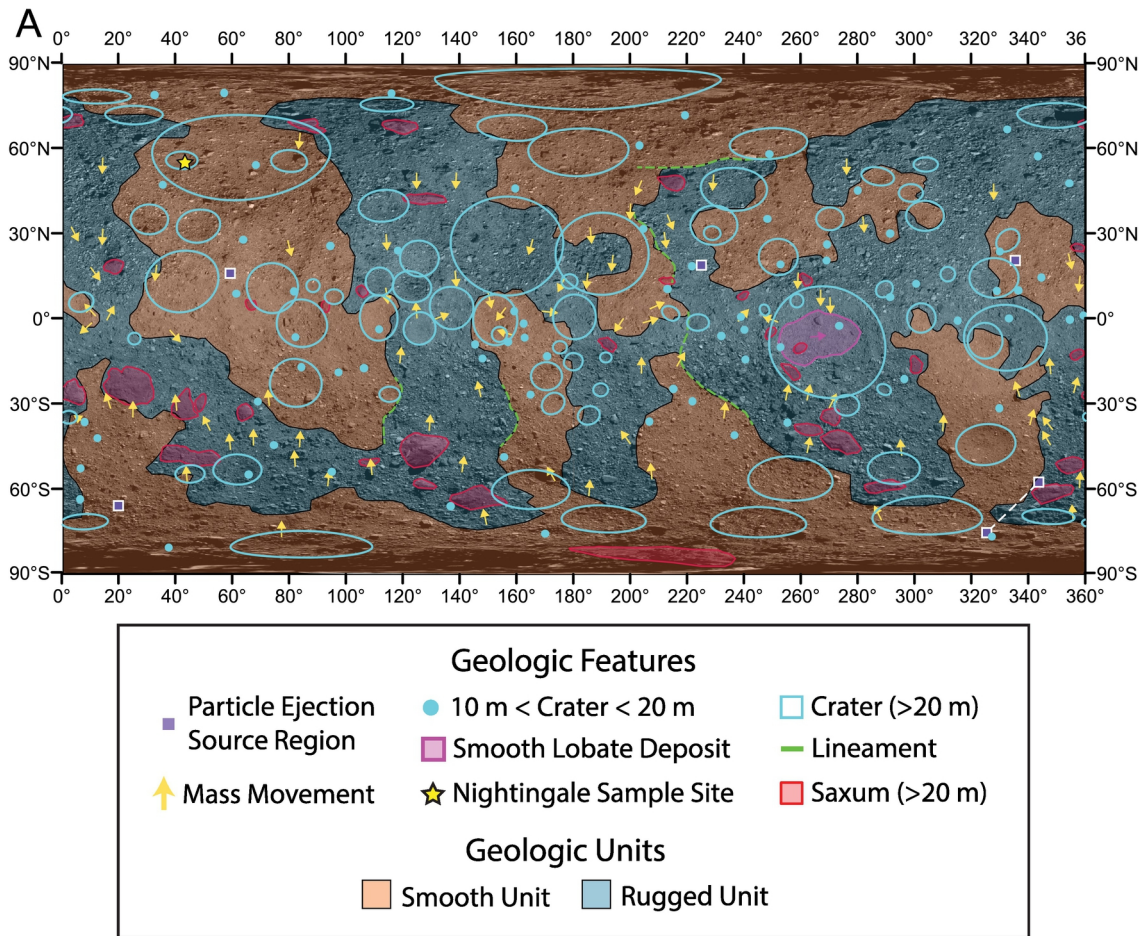 A
0° 20° 40° 60° 80° 100° 120° 140° 160° 180° 200° 220° 240° 260° 280° 300° 325° 340° 36
90°N 90°N
60°N 60°N
30°N 30°N
0° 0°
30°S 30°S
60°S 60°S
90°S 90°S
0° 20° 40° 60° 80° 100° 120° 140° 160° 180° 200° 220° 240° 260° 280° 300° 325° 340° 360°
Geologic Features
Particle Ejection
Source Region
10 m < Crater < 20 m
Crater (>20 m)
Smooth Lobate Deposit
Lineament
Mass Movement
Nightingale Sample Site
Saxum (>20 m)
Geologic Units
Smooth Unit
Rugged Unit